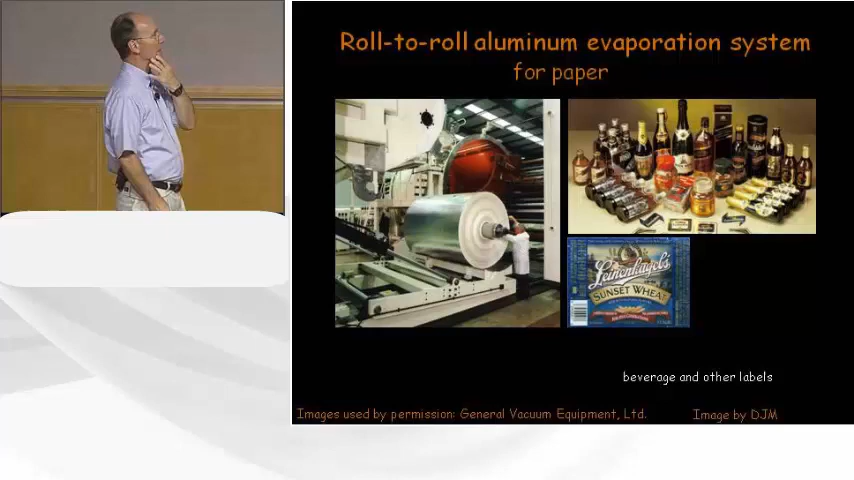 Roll-to-roll aluminum evaporation system
for paper
Leinenkugel's
SUNSET WHEAT
beverage and other labels
Images used by permission: General Vacuum Equipment, Ltd.
Image by DJM